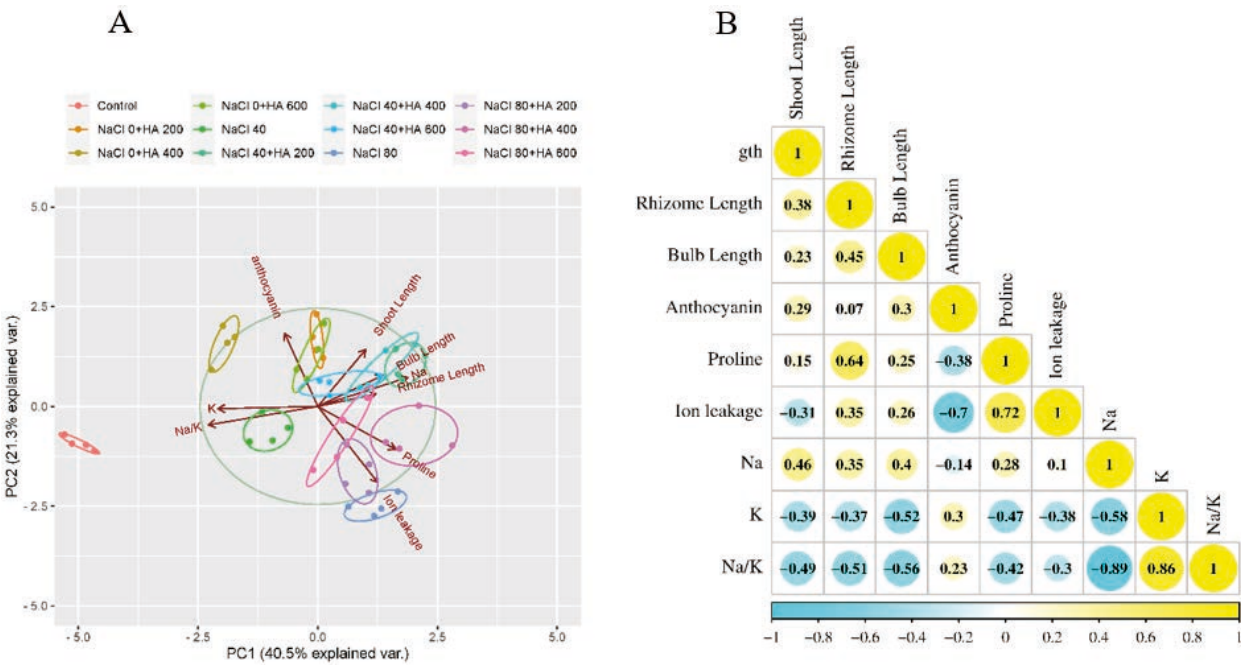 A
Control
NaCl 0+HA 600
NaCl 40+HA 400
NaCl 80+HA 200
NaCl 0+HA 200
NaCl 40
NaCl 40+HA 600
NaCl 80+HA 400
NaCl 0+HA 400
NaCl 40+HA 200
NaCl 80
NaCl 80+HA 600
5.0
2.5
0.0
-2.5
-5.0
PC2 (21.3% explained var.)
anthocyanin
Shoot Length
Bulb Length
Na
Rhizome Length
K
Na/K
Proline
Ion leakage
-5.0
-2.5
0.0
2.5
5.0
PC1 (40.5% explained var.)
B
Shoot Length
Rhizome Length
Bulb Length
Anthocyanin
Proline
Ion leakage
Na
K
Na/K
gth 1
Rhizome Length 0.38 1
Bulb Length 0.23 0.45 1
Anthocyanin 0.29 0.07 0.3 1
Proline 0.15 0.64 0.25 −0.38 1
Ion leakage −0.31 0.35 0.26 −0.7 0.72 1
Na 0.46 0.35 0.4 −0.14 0.28 0.1 1
K −0.39 −0.37 −0.52 0.3 −0.47 −0.38 −0.58 1
Na/K −0.49 −0.51 −0.56 0.23 −0.42 −0.3 −0.89 0.86 1
−1 −0.8 −0.6 −0.4 −0.2 0 0.2 0.4 0.6 0.8 1